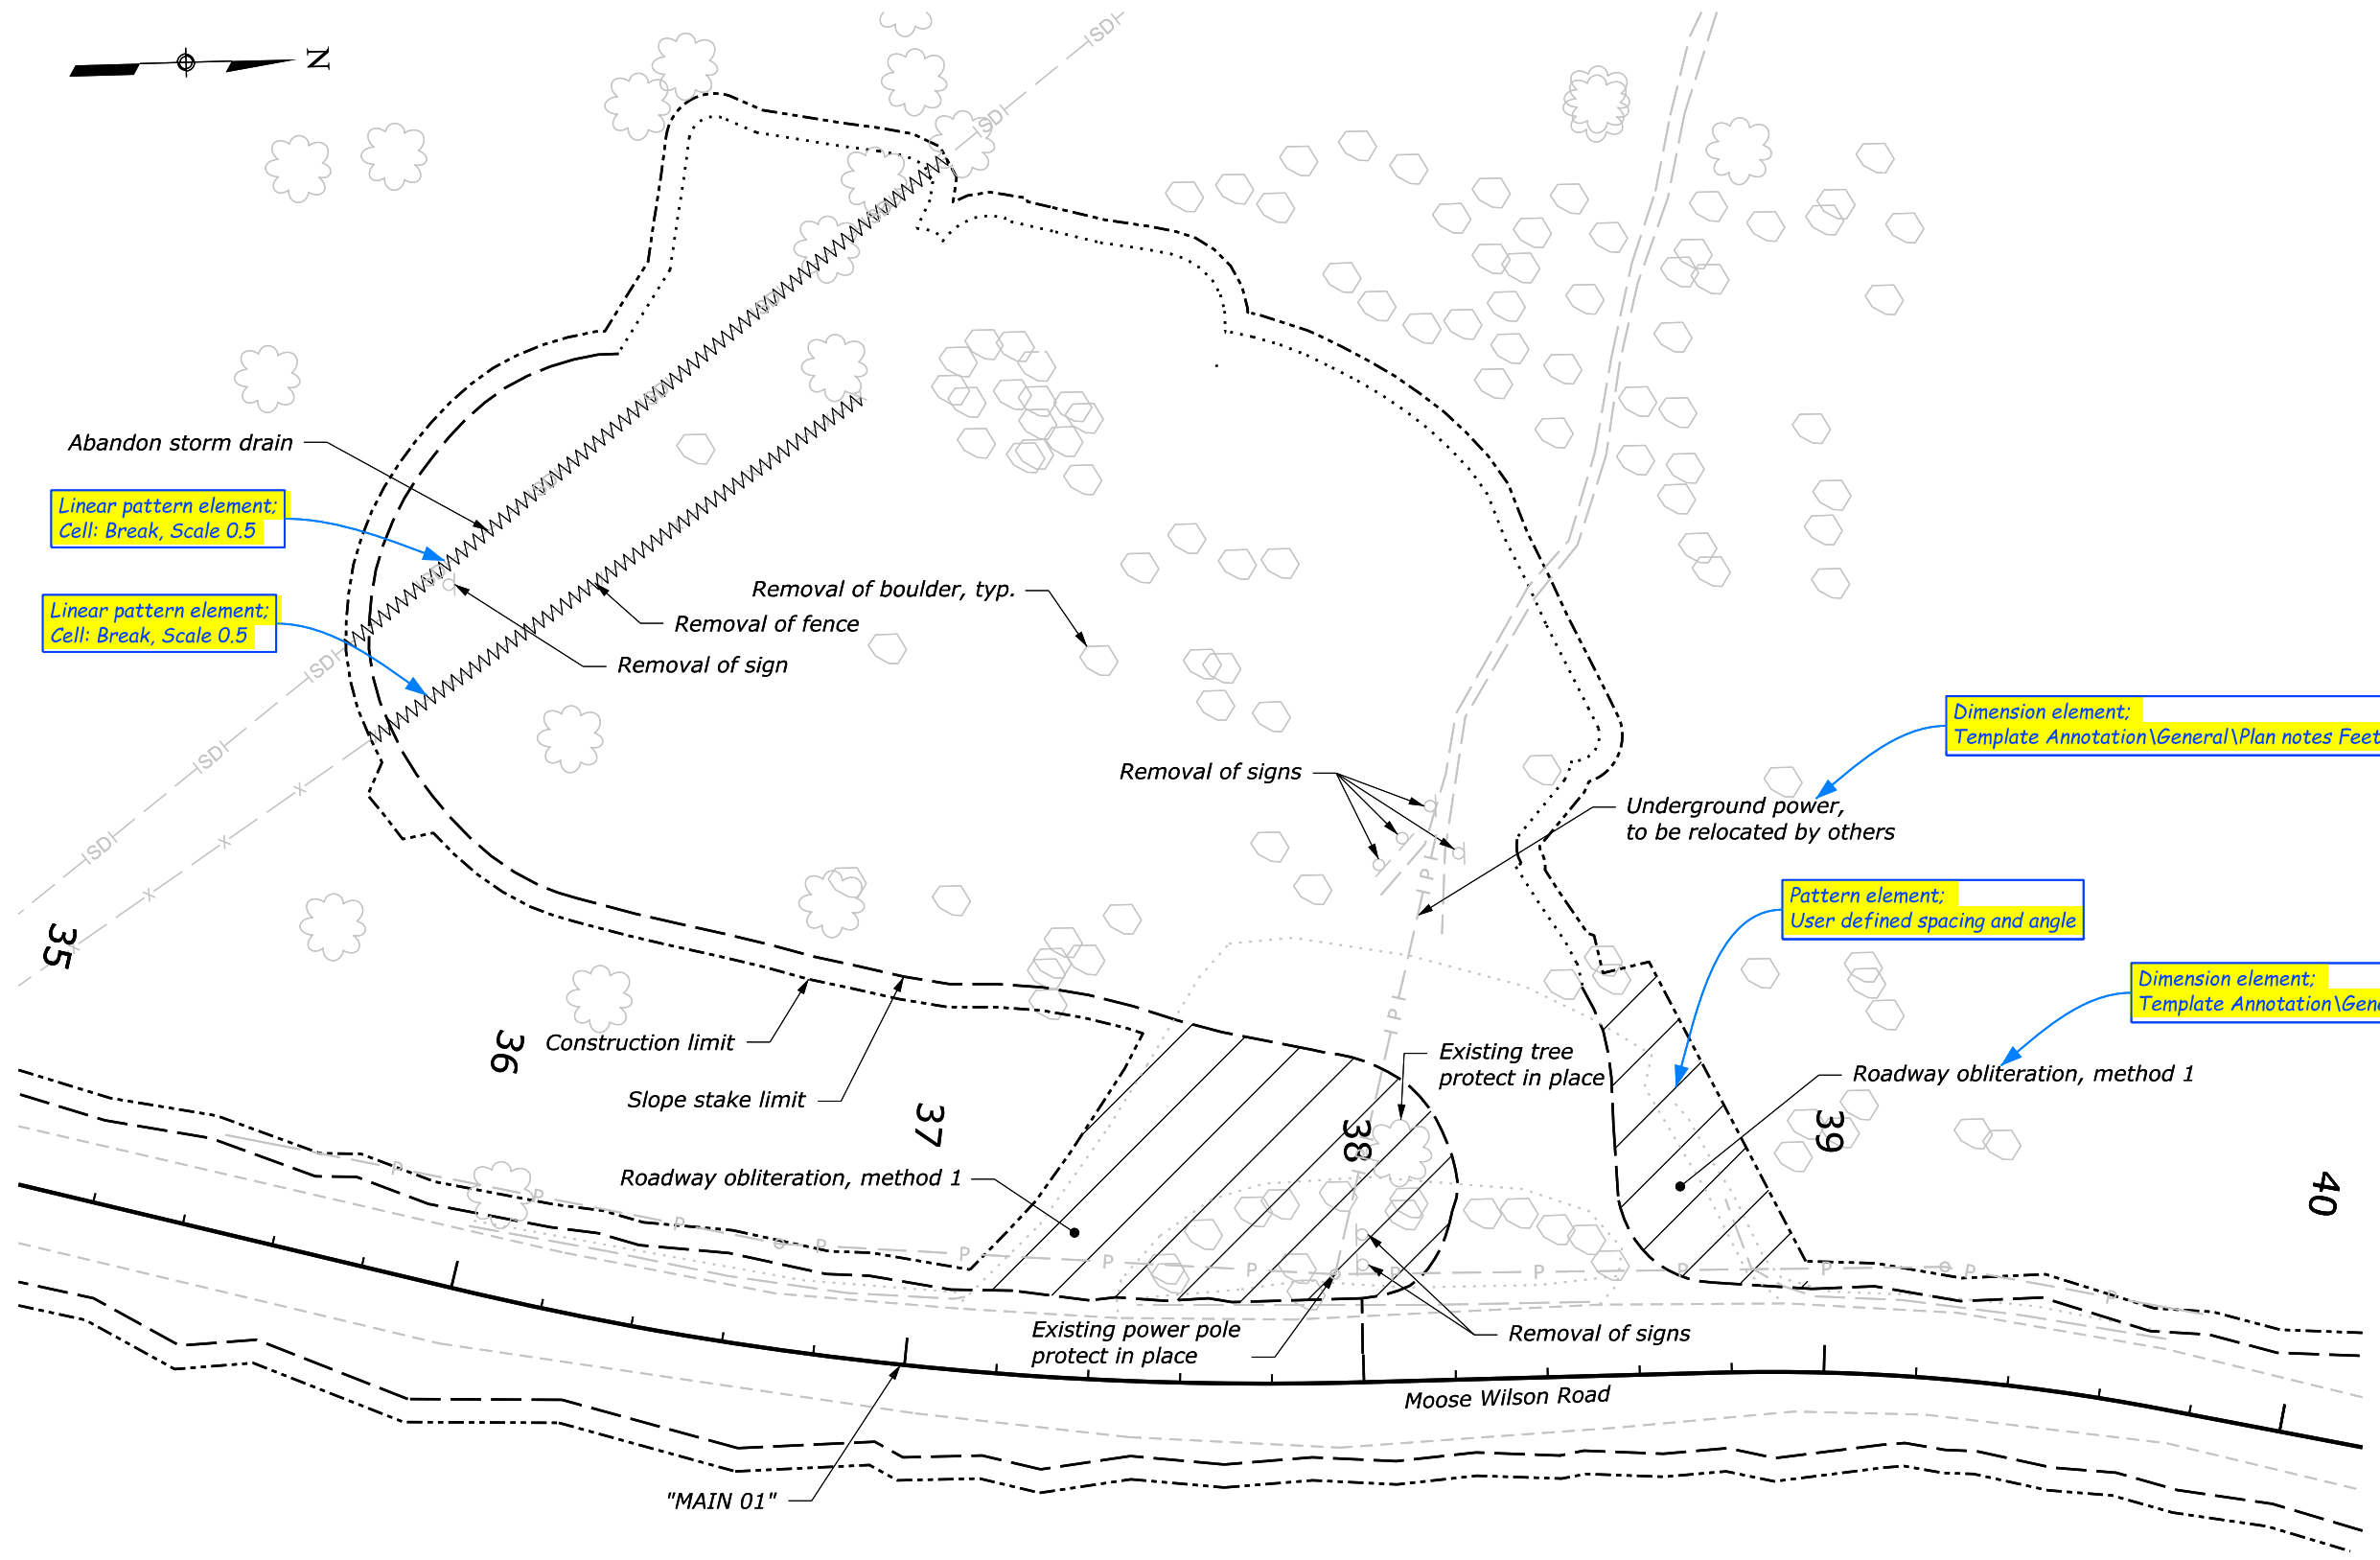 N
SD
SD
Abandon storm drain
Linear pattern element;
Cell: Break, Scale 0.5
Linear pattern element;
Cell: Break, Scale 0.5
Removal of boulder, typ.
Removal of fence
Removal of sign
SD
SD
SD
X
X
X
Dimension element;
Template Annotation\General\Plan notes Feet
Removal of signs
Underground power,
to be relocated by others
P
Pattern element;
User defined spacing and angle
35
Dimension element;
Template Annotation\Gene
P
36
Construction limit
Existing tree
protect in place
Roadway obliteration, method 1
Slope stake limit
37
38
39
Roadway obliteration, method 1
40
P
P
P
P
P
P
P
P
P
P
P
P
P
Existing power pole
protect in place
Removal of signs
Moose Wilson Road
"MAIN 01"